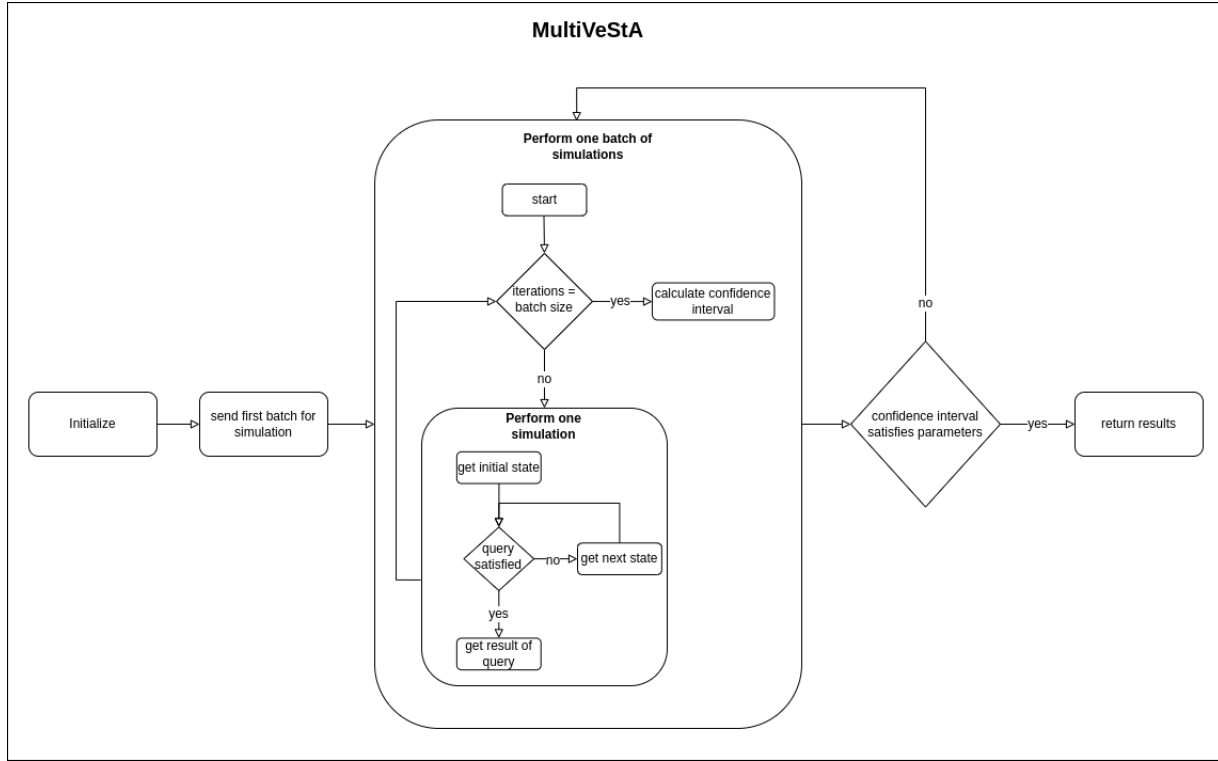 MultiVeStA
Perform one batch of
simulations
start
iterations =
batch size
yes
calculate confidence
interval
no
no
Perform one
simulation
get initial state
query
satisfied
no
get next state
yes
get result of
query
Initialize
send first batch for
simulation
confidence interval
satisfies parameters
yes
return results